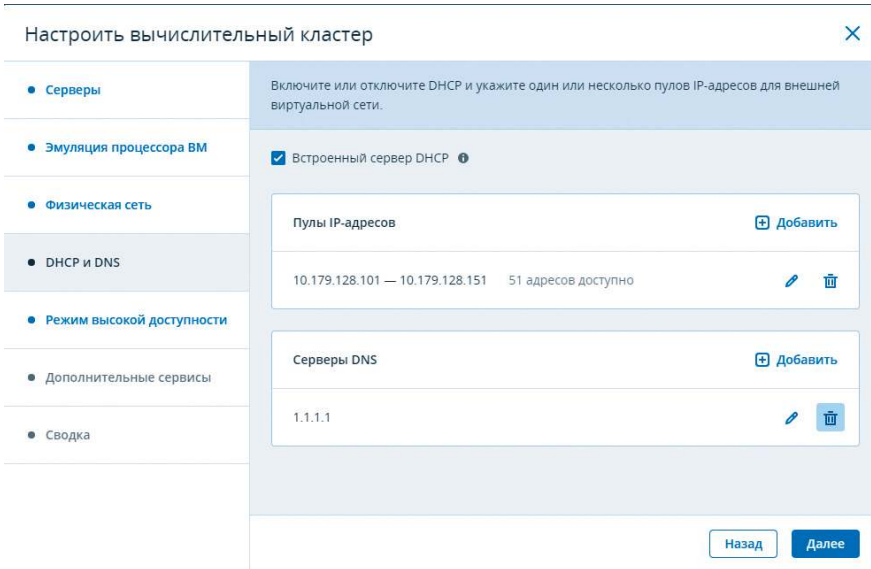 Настроить вычислительный кластер
Серверы
Эмуляция процессора ВМ
Физическая сеть
DHCP и DNS
Режим высокой доступности
Дополнительные сервисы
Сводка
Включите или отключите DHCP и укажите один или несколько пулов IP-адресов для внешней
виртуальной сети.
Встроенный сервер DHCP
Пулы IP-адресов
Добавить
10.179.128.101 — 10.179.128.151 51 адресов доступно
Серверы DNS
Добавить
1.1.1.1
Назад
Далее